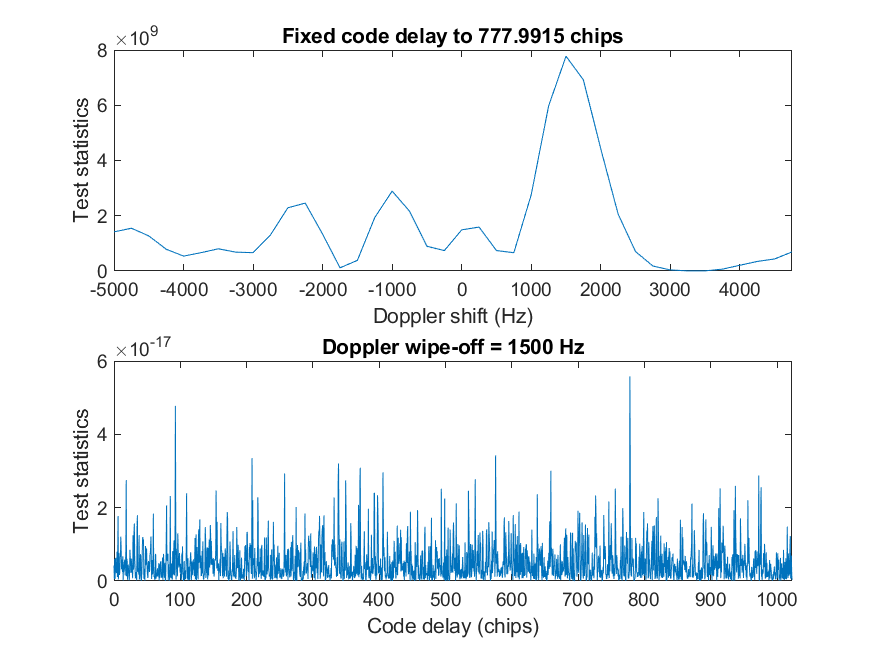 ×10^9
Fixed code delay to 777.9915 chips
8
6
4
2
0
Test statistics
-5000 -4000 -3000 -2000 -1000 0 1000 2000 3000 4000
Doppler shift (Hz)
×10^-17
Doppler wipe-off = 1500 Hz
6
4
2
0
Test statistics
0 100 200 300 400 500 600 700 800 900 1000
Code delay (chips)